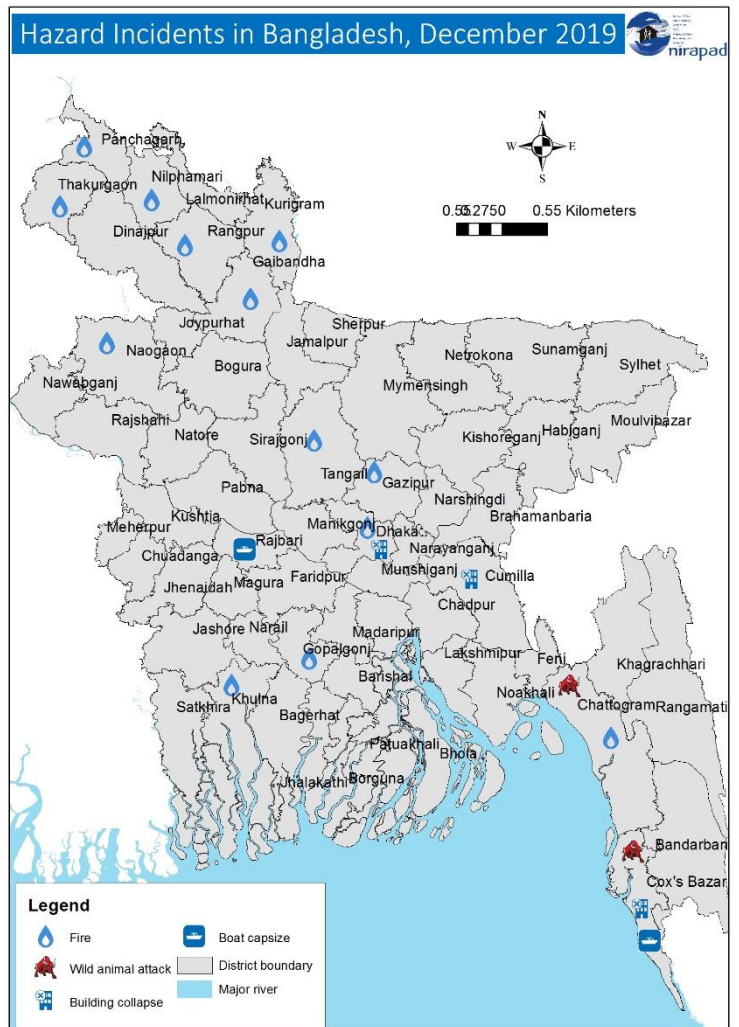 Hazard Incidents in Bangladesh, December 2019
nirapad
N
W E
S
0.55 0.2750 0.55 Kilometers
Panchagarh
Thakurgaon
Nilphamari
Lalmonirhat
Kurigram
Dinajpur
Rangpur
Gaibandha
Joypurhat
Sherpur
Jamalpur
Naogaon
Bogura
Netrokona
Sunamganj
Sylhet
Nawabganj
Mymensingh
Rajshahi
Natore
Sirajgonj
Kishoreganj
Habiganj
Moulvibazar
Tangail
Gazipur
Pabna
Narshingdi
Kushtia
Brahamanbaria
Meherpur
Manikgonj
Dhaka
Rajbari
Narayanganj
Chuadanga
Munshiganj
Cumilla
Jhenaidah
Magura
Faridpur
Chadpur
Jashore
Narail
Madaripur
Gopalgonj
Lakshmipur
Feni
Khagrachhari
Barishal
Noakhali
Chattogram
Rangamati
Satkhira
Khulna
Bagerhat
Patuakhali
Bhola
Jhalakathi
Borguna
Bandarban
Cox's Bazar
Legend
Fire
Boat capsize
Wild animal attack
District boundary
Major river
Building collapse